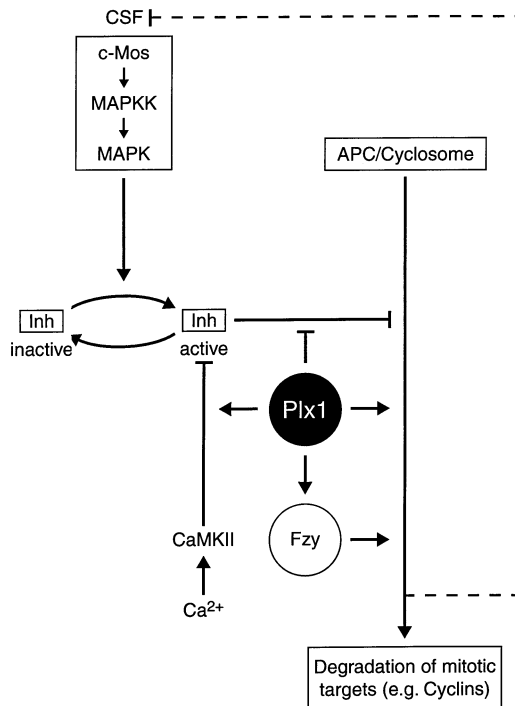 CSF
c-Mos
MAPKK
MAPK
APC/Cyclosome
Inh
inactive
Inh
active
Plx1
CaMKII
Fzy
Ca²⁺
Degradation of mitotic
targets (e.g. Cyclins)